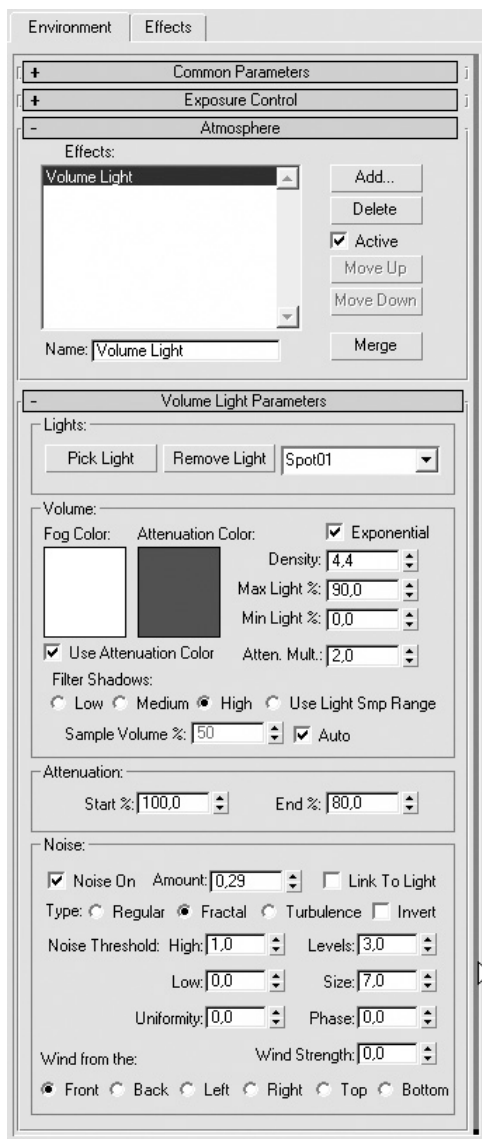 Environment Effects
+ Common Parameters
+ Exposure Control
- Atmosphere
Effects:
Volume Light
Add...
Delete
Active
Move Up
Move Down
Name: Volume Light Merge
- Volume Light Parameters
Lights:
Pick Light Remove Light Spot01
Volume:
Fog Color: Attenuation Color: Exponential
Density: 4,4
Max Light %: 90,0
Min Light %: 0,0
Use Attenuation Color Atten. Mult.: 2,0
Filter Shadows:
Low Medium High Use Light Smp Range
Sample Volume %: 50 Auto
Attenuation:
Start %: 100,0 End %: 80,0
Noise:
Noise On Amount: 0,29 Link To Light
Type: Regular Fractal Turbulence Invert
Noise Threshold: High: 1,0 Levels: 3,0
Low: 0,0 Size: 7,0
Uniformity: 0,0 Phase: 0,0
Wind from the: Wind Strength: 0,0
Front Back Left Right Top Bottom